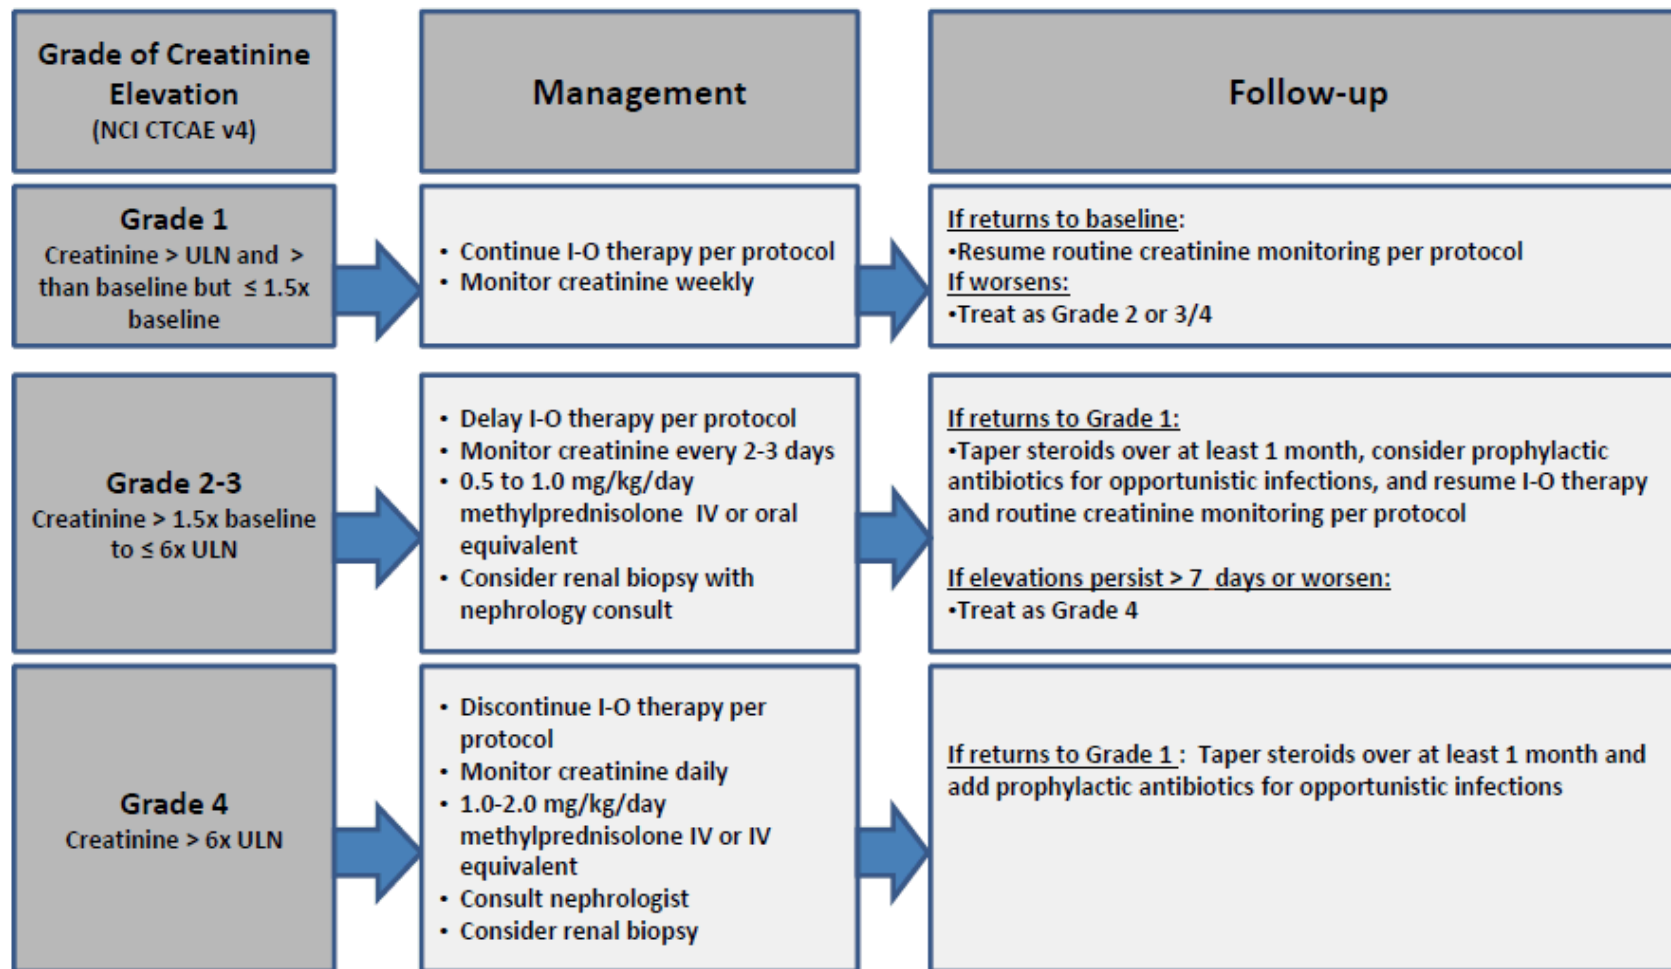 Grade of Creatinine
Elevation
(NCI CTCAE v4)
Management
Follow-up
Grade 1
Creatinine > ULN and >
than baseline but ≤ 1.5x
baseline
• Continue I-O therapy per protocol
• Monitor creatinine weekly
If returns to baseline:
•Resume routine creatinine monitoring per protocol
If worsens:
•Treat as Grade 2 or 3/4
Grade 2-3
Creatinine > 1.5x baseline
to ≤ 6x ULN
• Delay I-O therapy per protocol
• Monitor creatinine every 2-3 days
• 0.5 to 1.0 mg/kg/day
methylprednisolone IV or oral
equivalent
• Consider renal biopsy with
nephrology consult
If returns to Grade 1:
•Taper steroids over at least 1 month, consider prophylactic
antibiotics for opportunistic infections, and resume I-O therapy
and routine creatinine monitoring per protocol
If elevations persist > 7 days or worsen:
•Treat as Grade 4
Grade 4
Creatinine > 6x ULN
• Discontinue I-O therapy per
protocol
• Monitor creatinine daily
• 1.0-2.0 mg/kg/day
methylprednisolone IV or IV
equivalent
• Consult nephrologist
• Consider renal biopsy
If returns to Grade 1 : Taper steroids over at least 1 month and
add prophylactic antibiotics for opportunistic infections